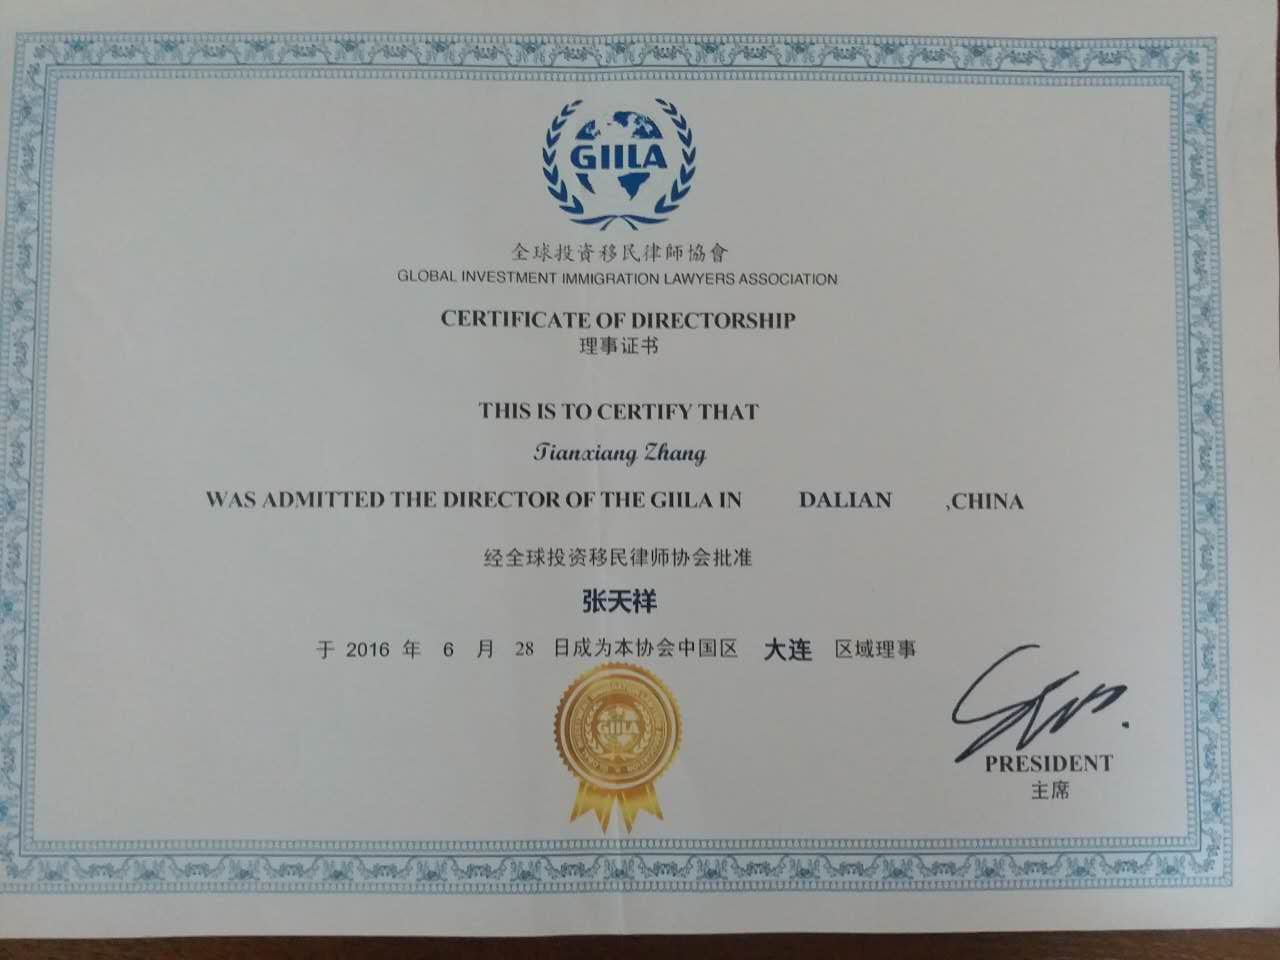 GIILA
全球投资移民律師協會
GLOBAL INVESTMENT IMMIGRATION LAWYERS ASSOCIATION
CERTIFICATE OF DIRECTORSHIP
理事证书
THIS IS TO CERTIFY THAT
Tianxiang Zhang
WAS ADMITTED THE DIRECTOR OF THE GIILA IN DALIAN ,CHINA
经全球投资移民律师协会批准
张天祥
于 2016 年 6 月 28 日成为本协会中国区 大连 区域理事
GIILA
PRESIDENT
主席